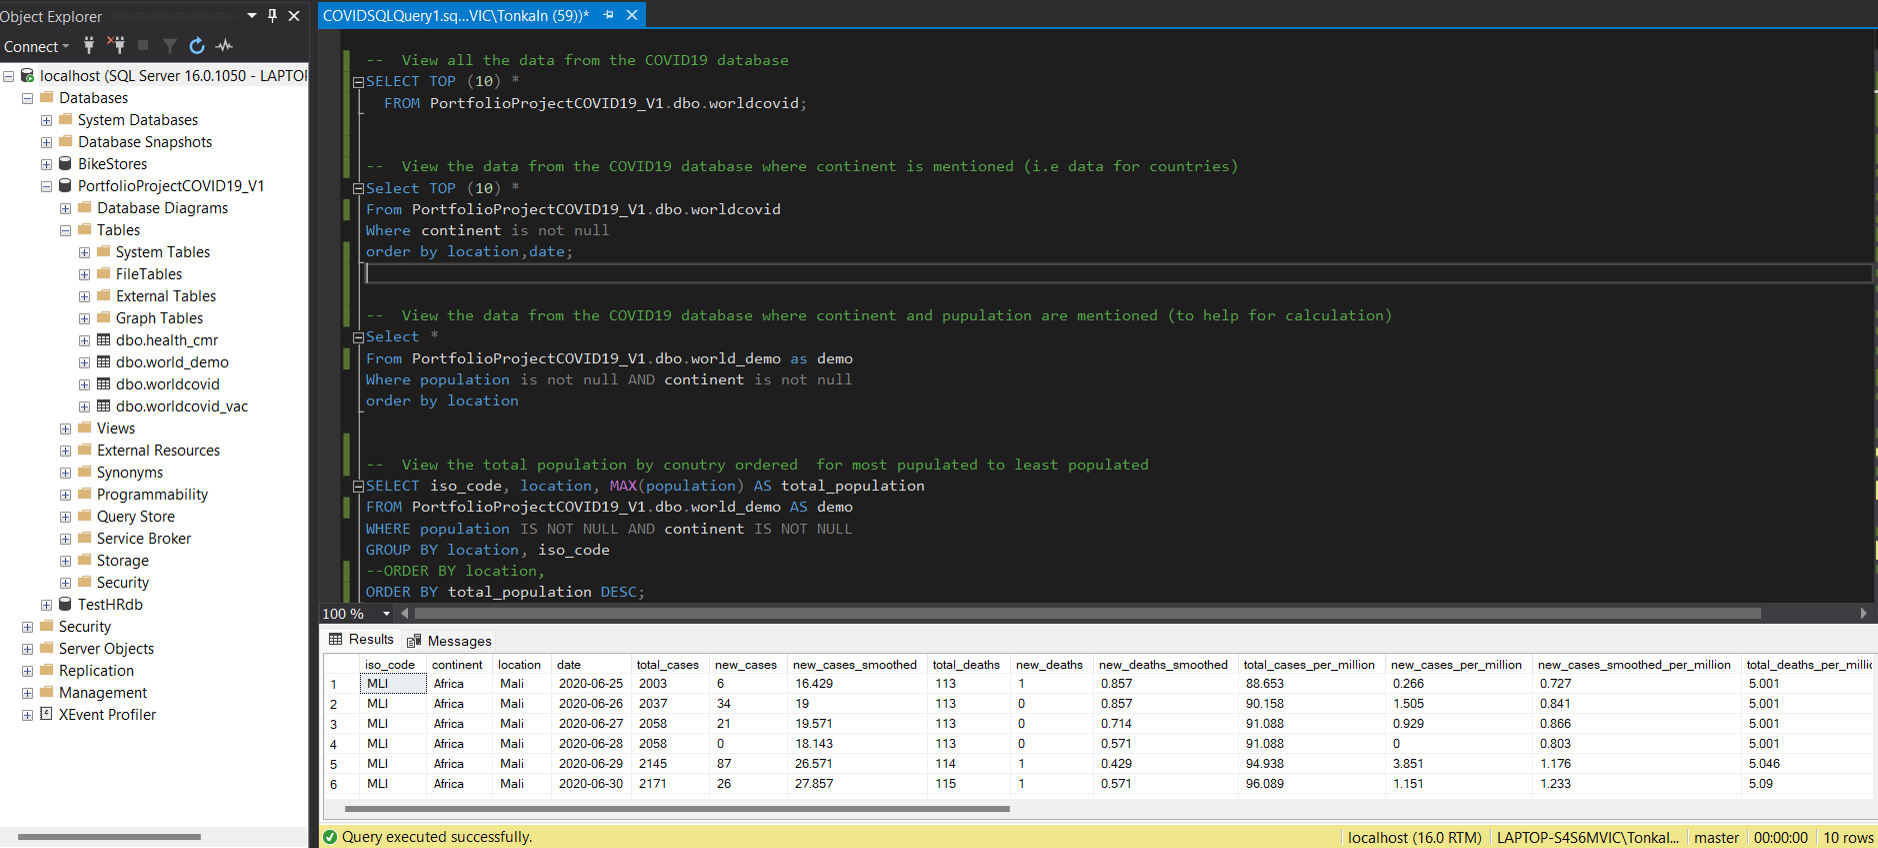 Object Explorer
Connect
localhost (SQL Server 16.0.1050 - LAPTO
Databases
System Databases
Database Snapshots
BikeStores
PortfolioProjectCOVID19_V1
Database Diagrams
Tables
System Tables
FileTables
External Tables
Graph Tables
dbo.health_cmr
dbo.world_demo
dbo.worldcovid
dbo.worldcovid_vac
Views
External Resources
Synonyms
Programmability
Query Store
Service Broker
Storage
Security
TestHRdb
Security
Server Objects
Replication
Management
XEvent Profiler
COVIDSQLQuery1.sq...VIC\TonkaIn (59))*
-- View all the data from the COVID19 database
SELECT TOP (10) *
FROM PortfolioProjectCOVID19_V1.dbo.worldcovid;
-- View the data from the COVID19 database where continent is mentioned (i.e data for countries)
Select TOP (10) *
From PortfolioProjectCOVID19_V1.dbo.worldcovid
Where continent is not null
order by location,date;
-- View the data from the COVID19 database where continent and pupulation are mentioned (to help for calculation)
Select *
From PortfolioProjectCOVID19_V1.dbo.world_demo as demo
Where population is not null AND continent is not null
order by location
-- View the total population by conutry ordered  for most pupulated to least populated
SELECT iso_code, location, MAX(population) AS total_population
FROM PortfolioProjectCOVID19_V1.dbo.world_demo AS demo
WHERE population IS NOT NULL AND continent IS NOT NULL
GROUP BY location, iso_code
--ORDER BY location,
ORDER BY total_population DESC;
100 %
Results Messages
iso_code continent location date total_cases new_cases new_cases_smoothed total_deaths new_deaths new_deaths_smoothed total_cases_per_million new_cases_per_million new_cases_smoothed_per_million total_deaths_per_millic
1 MLI Africa Mali 2020-06-25 2003 6 16.429 113 1 0.857 88.653 0.266 0.727 5.001
2 MLI Africa Mali 2020-06-26 2037 34 19 113 0 0.857 90.158 1.505 0.841 5.001
3 MLI Africa Mali 2020-06-27 2058 21 19.571 113 0 0.714 91.088 0.929 0.866 5.001
4 MLI Africa Mali 2020-06-28 2058 0 18.143 113 0 0.571 91.088 0 0.803 5.001
5 MLI Africa Mali 2020-06-29 2145 87 26.571 114 1 0.429 94.938 3.851 1.176 5.046
6 MLI Africa Mali 2020-06-30 2171 26 27.857 115 1 0.571 96.089 1.151 1.233 5.09
Query executed successfully. localhost (16.0 RTM) LAPTOP-S4S6MVIC\TonkaI... master 00:00:00 10 rows